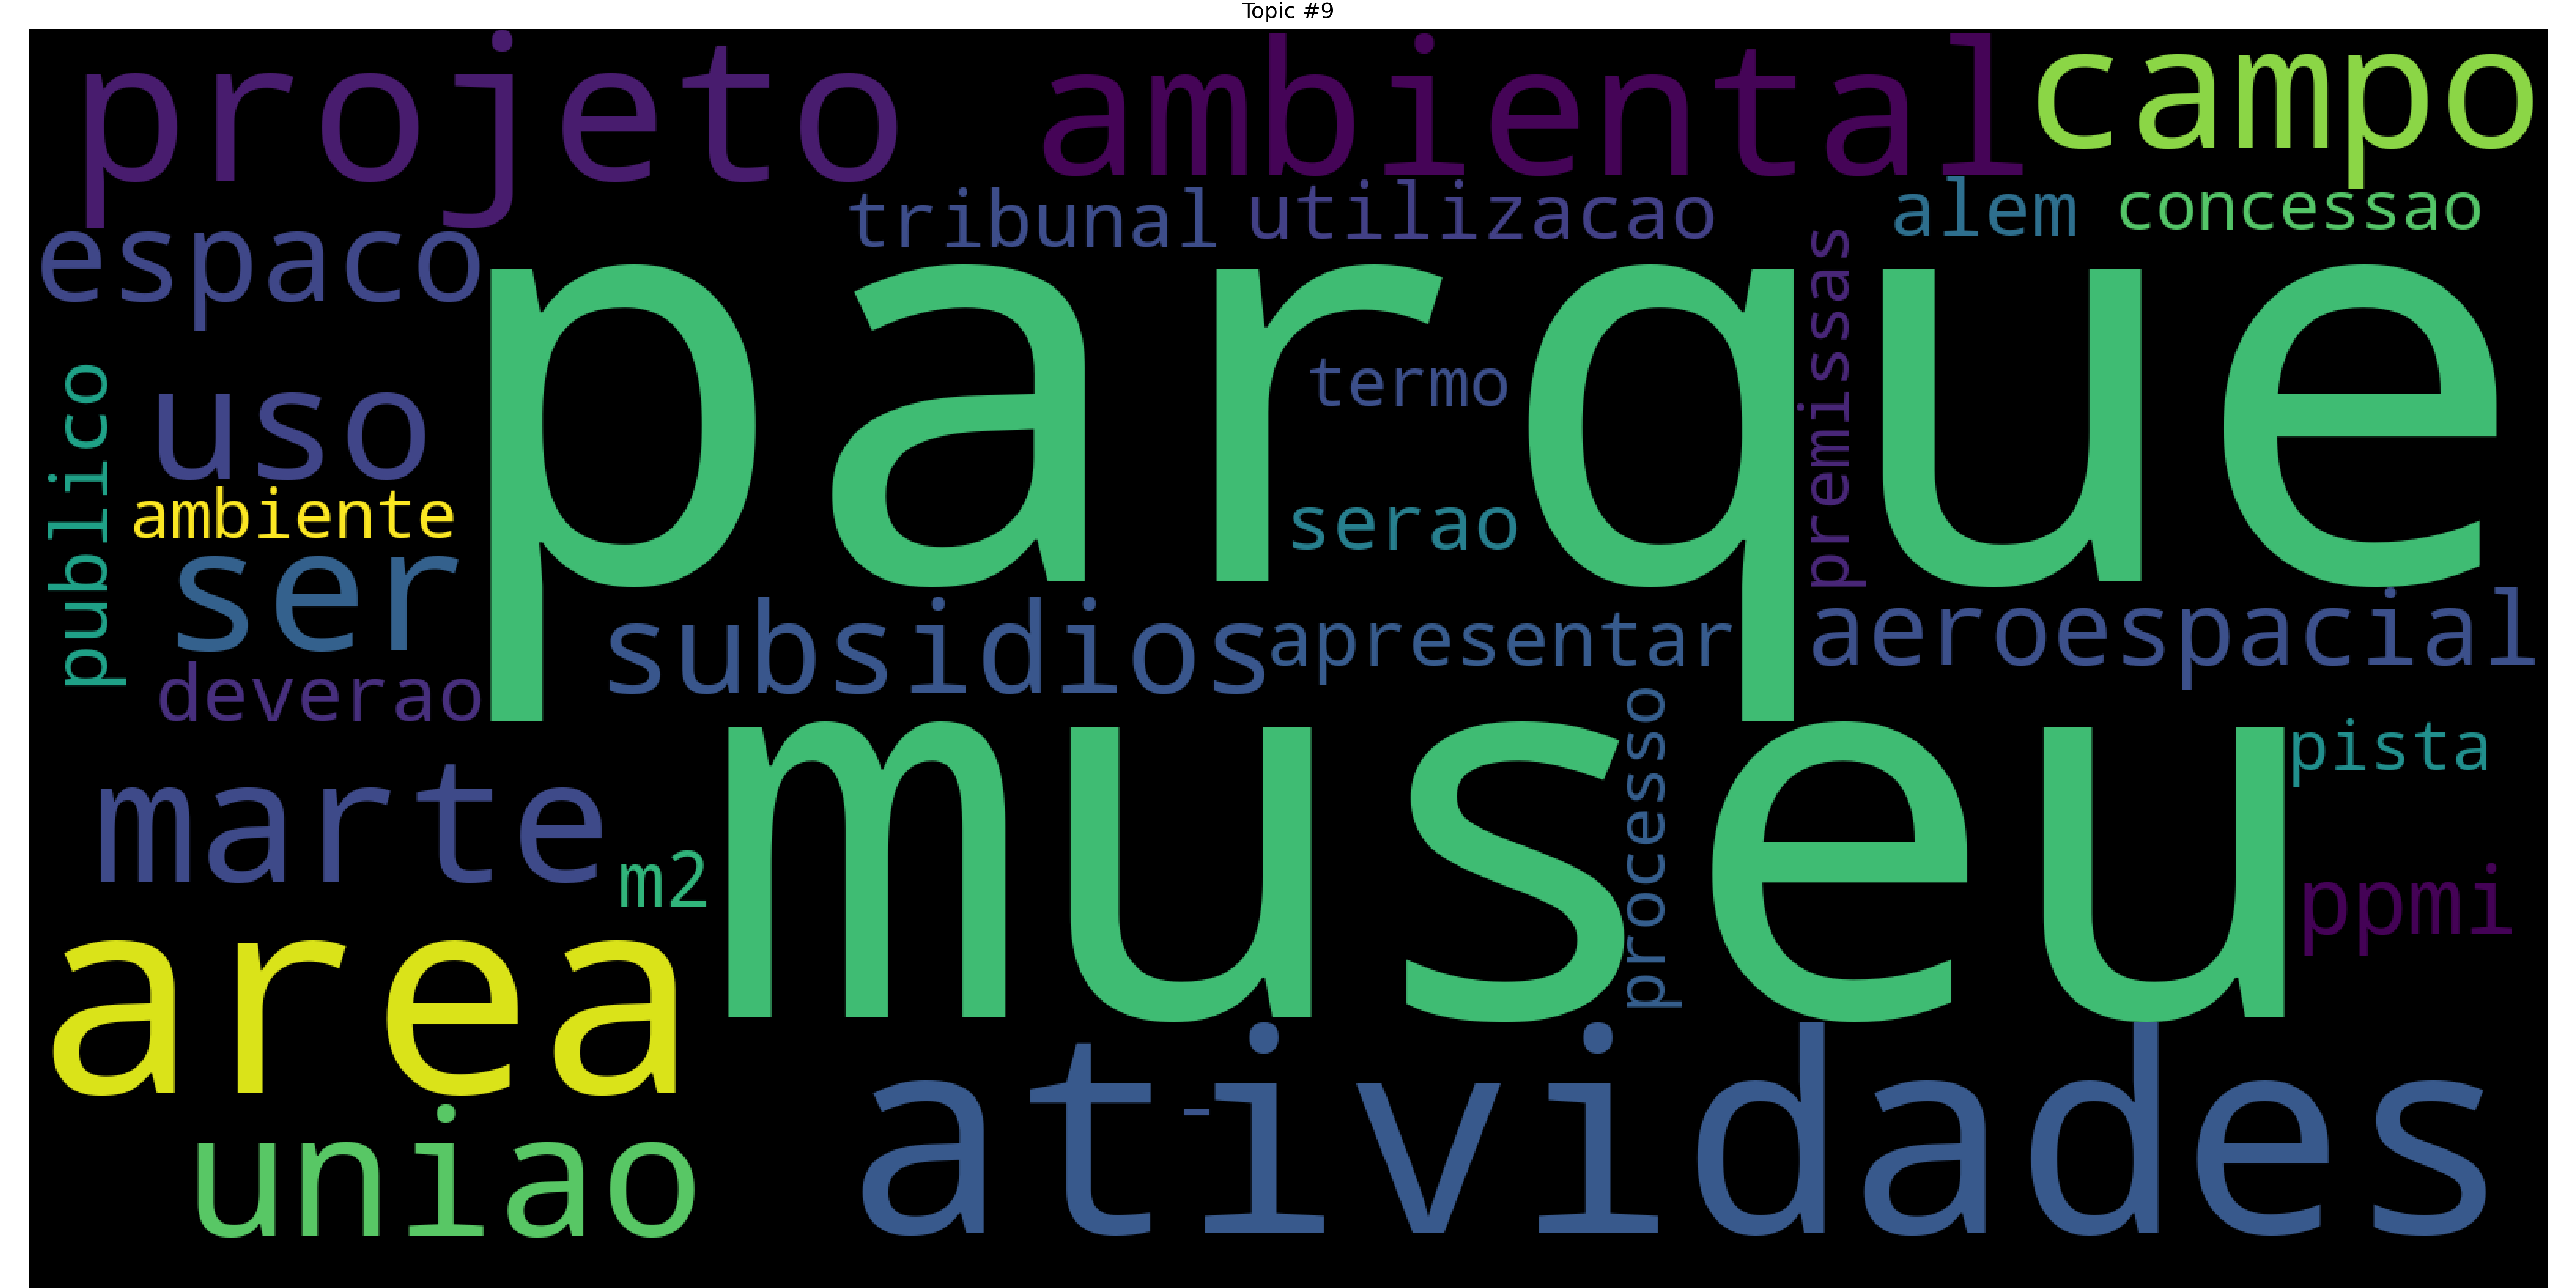 Topic #9
projeto ambiental campo
tribunal utilizacao alem concessao
espaco
parque
premissas
termo
publico
uso
ambiente
serao
ser
subsidios apresentar aeroespacial
deverao
museu
processo
pista
marte
m2
ppmi
area
atividades
-
uniao